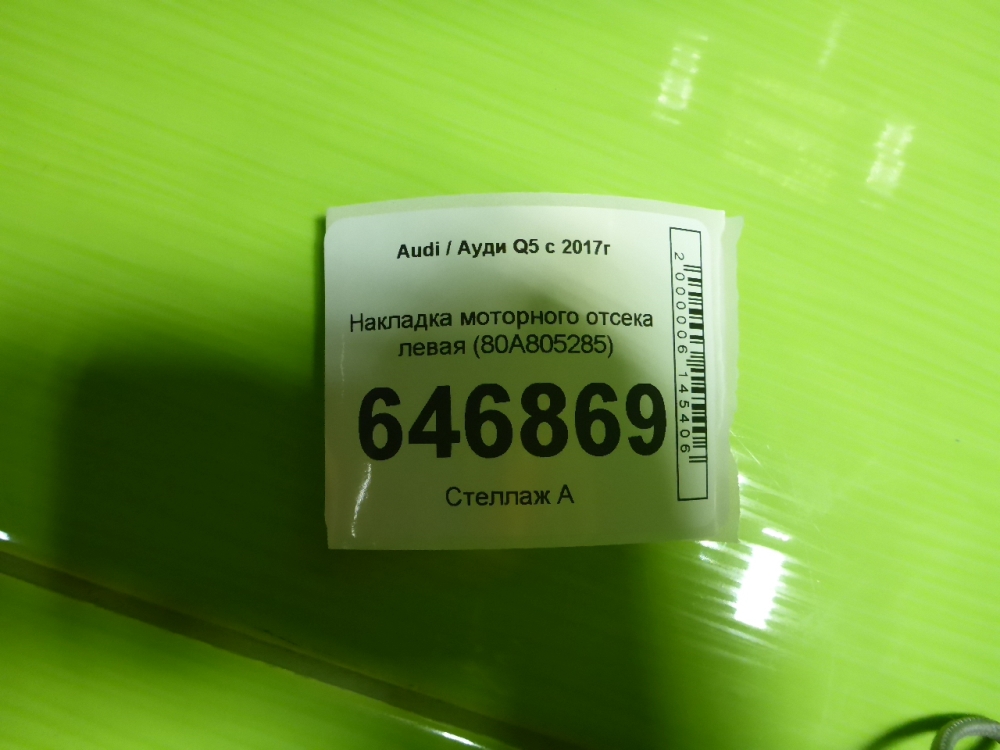 Audi / Ауди Q5 с 2017г
Накладка моторного отсека
левая (80A805285)
646869
Стеллаж А
2000006145406